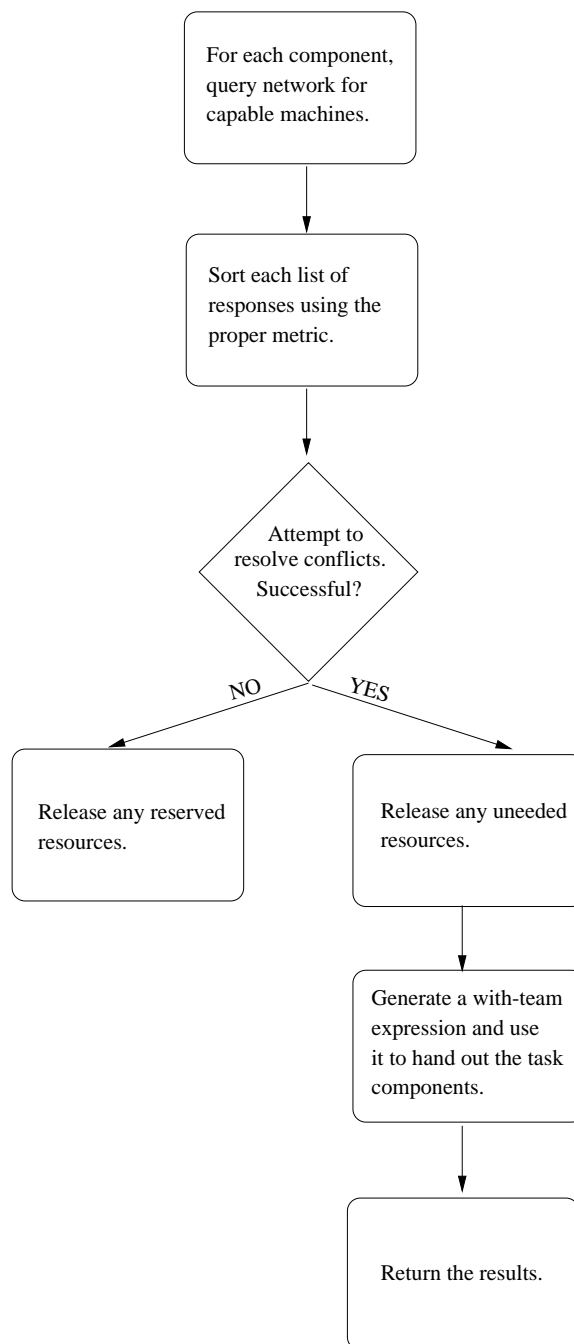 For each component,
query network for
capable machines.
Sort each list of
responses using the
proper metric.
Attempt to
resolve conflicts.
Successful?
NO
YES
Release any reserved
resources.
Release any uneeded
resources.
Generate a with-team
expression and use
it to hand out the task
components.
Return the results.